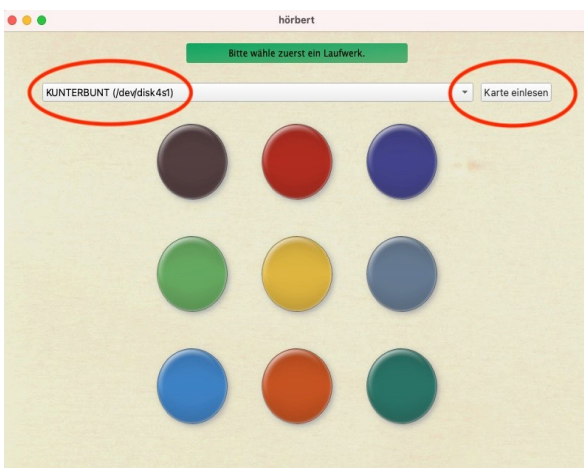 hörbert
Bitte wähle zuerst ein Laufwerk.
KUNTERBUNT (/dev/disk4s1)
Karte einlesen